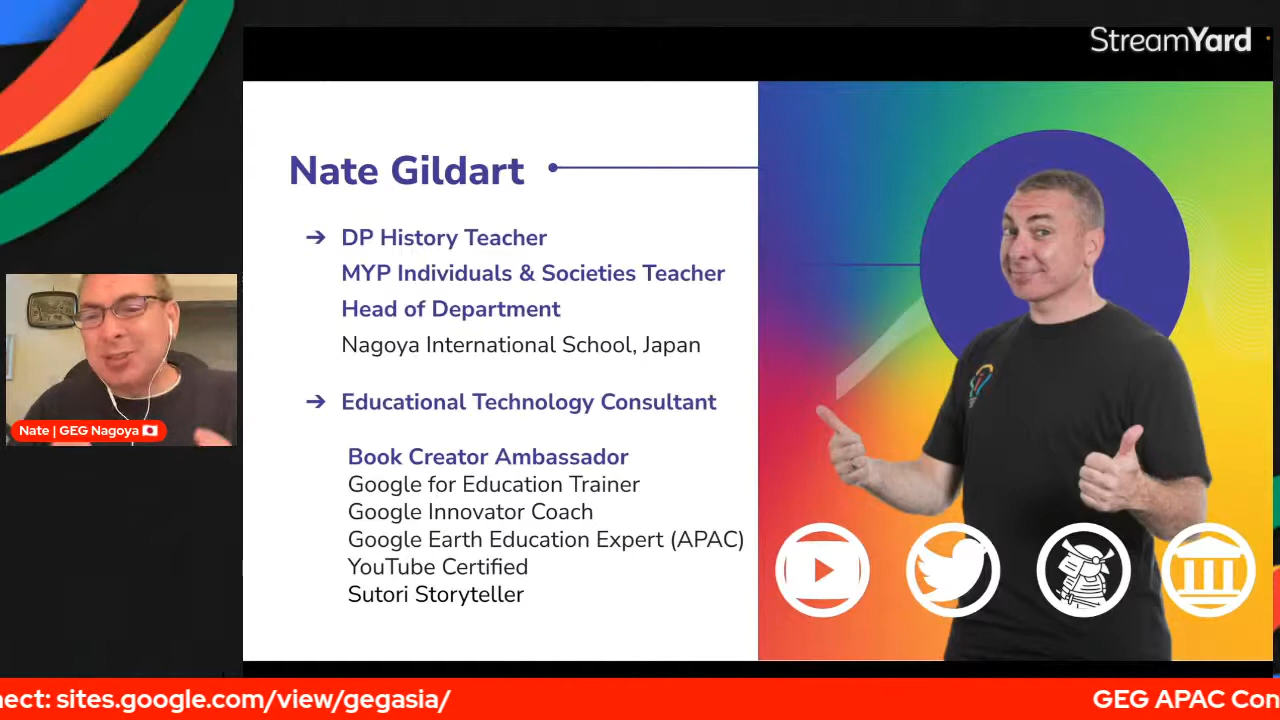 StreamYard
Nate Gildart
➔ DP History Teacher
MYP Individuals & Societies Teacher
Head of Department
Nagoya International School, Japan
➔ Educational Technology Consultant
Book Creator Ambassador
Google for Education Trainer
Google Innovator Coach
Google Earth Education Expert (APAC)
YouTube Certified
Sutori Storyteller
Nate | GEG Nagoya 🇯🇵
nect: sites.google.com/view/gegasia/
GEG APAC Con